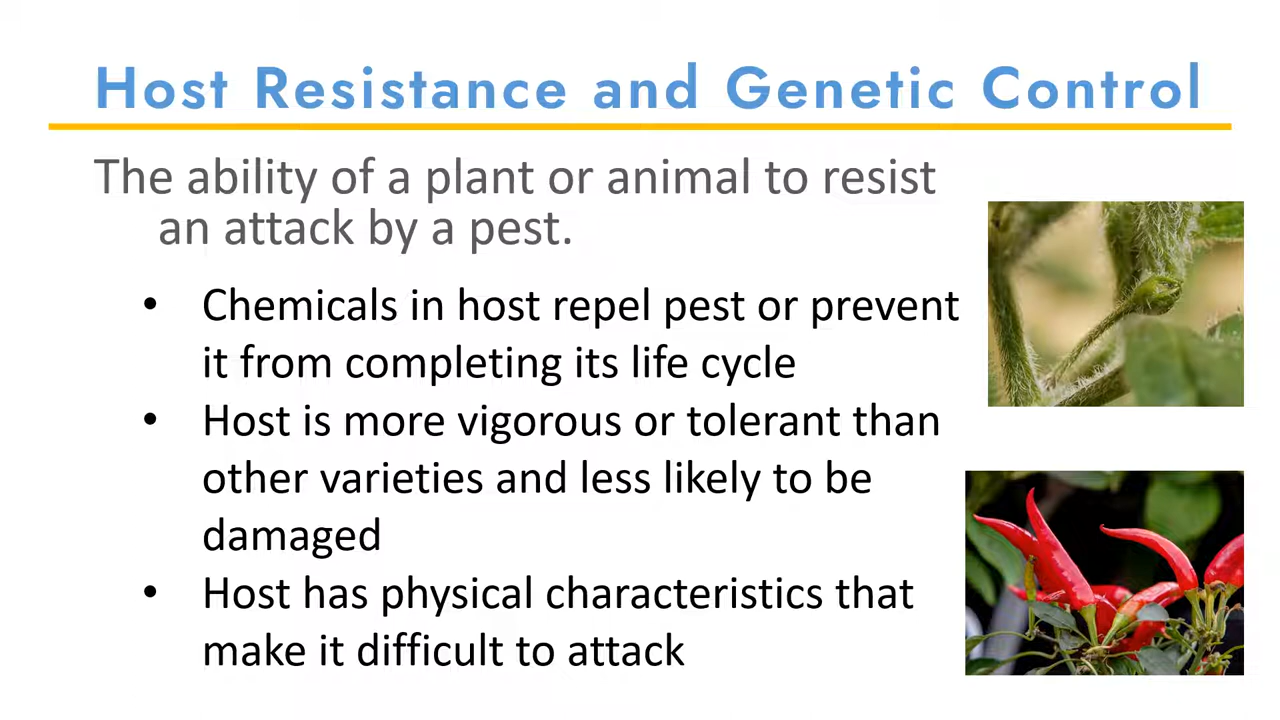 Host Resistance and Genetic Control
The ability of a plant or animal to resist
an attack by a pest.
• Chemicals in host repel pest or prevent
it from completing its life cycle
• Host is more vigorous or tolerant than
other varieties and less likely to be
damaged
• Host has physical characteristics that
make it difficult to attack